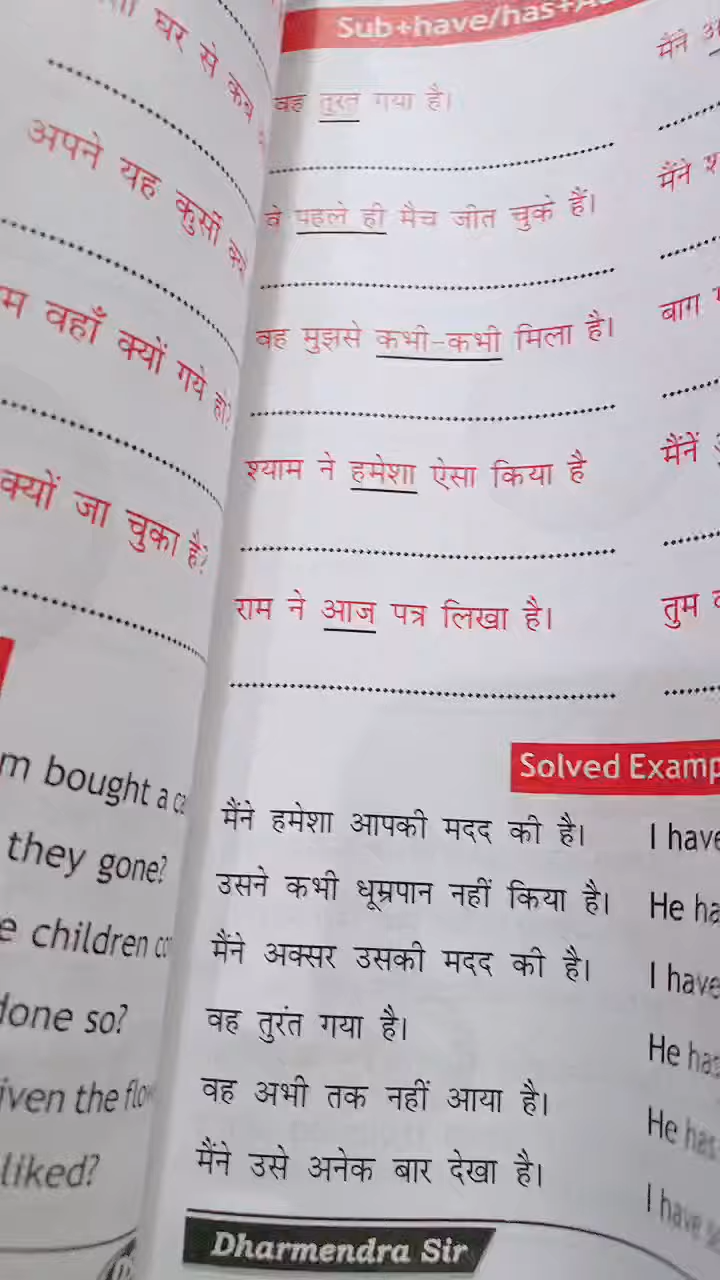 घर से कब
अपने यह कुर्सी
वहाँ क्यों गये हो?
क्यों जा चुका है?
bought a
they gone?
children
done so?
given the
liked?
Sub+have/has+
वह तुरंत गया है।
वे पहले ही मैच जीत चुके हैं।
वह मुझसे कभी-कभी मिला है।
श्याम ने हमेशा ऐसा किया है
राम ने आज पत्र लिखा है।
मैंने
मैंने
बाग
मैंनें
तुम
Solved Examp
मैंने हमेशा आपकी मदद की है। I have
उसने कभी धूम्रपान नहीं किया है। He ha
मैंने अक्सर उसकी मदद की है। I have
वह तुरंत गया है। He has
वह अभी तक नहीं आया है। He has
मैंने उसे अनेक बार देखा है। I have
Dharmendra Sir